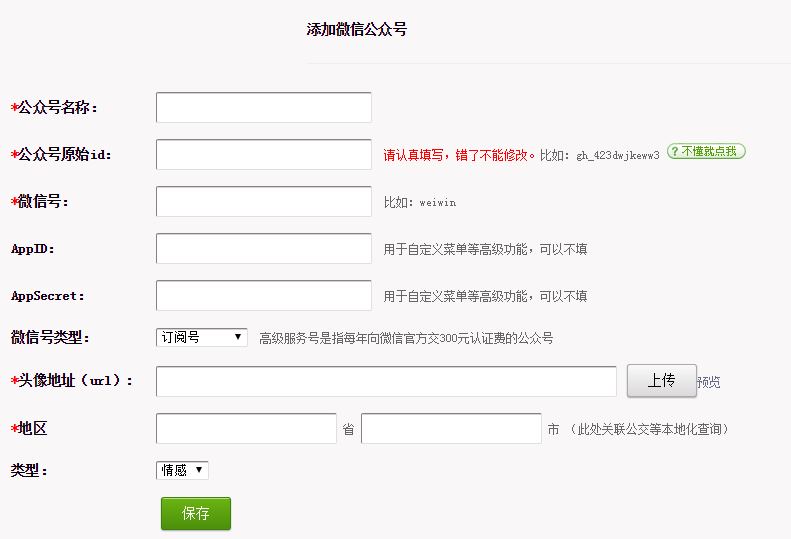 添加微信公众号
*公众号名称：
*公众号原始id： 请认真填写，错了不能修改。比如：gh_423dwjkeww3 ? 不懂就点我
*微信号： 比如：weiwin
AppID： 用于自定义菜单等高级功能，可以不填
AppSecret： 用于自定义菜单等高级功能，可以不填
微信号类型： 订阅号 高级服务号是指每年向微信官方交300元认证费的公众号
*头像地址（url）： 上传 预览
*地区 省 市 （此处关联公交等本地化查询）
类型： 情感
保存